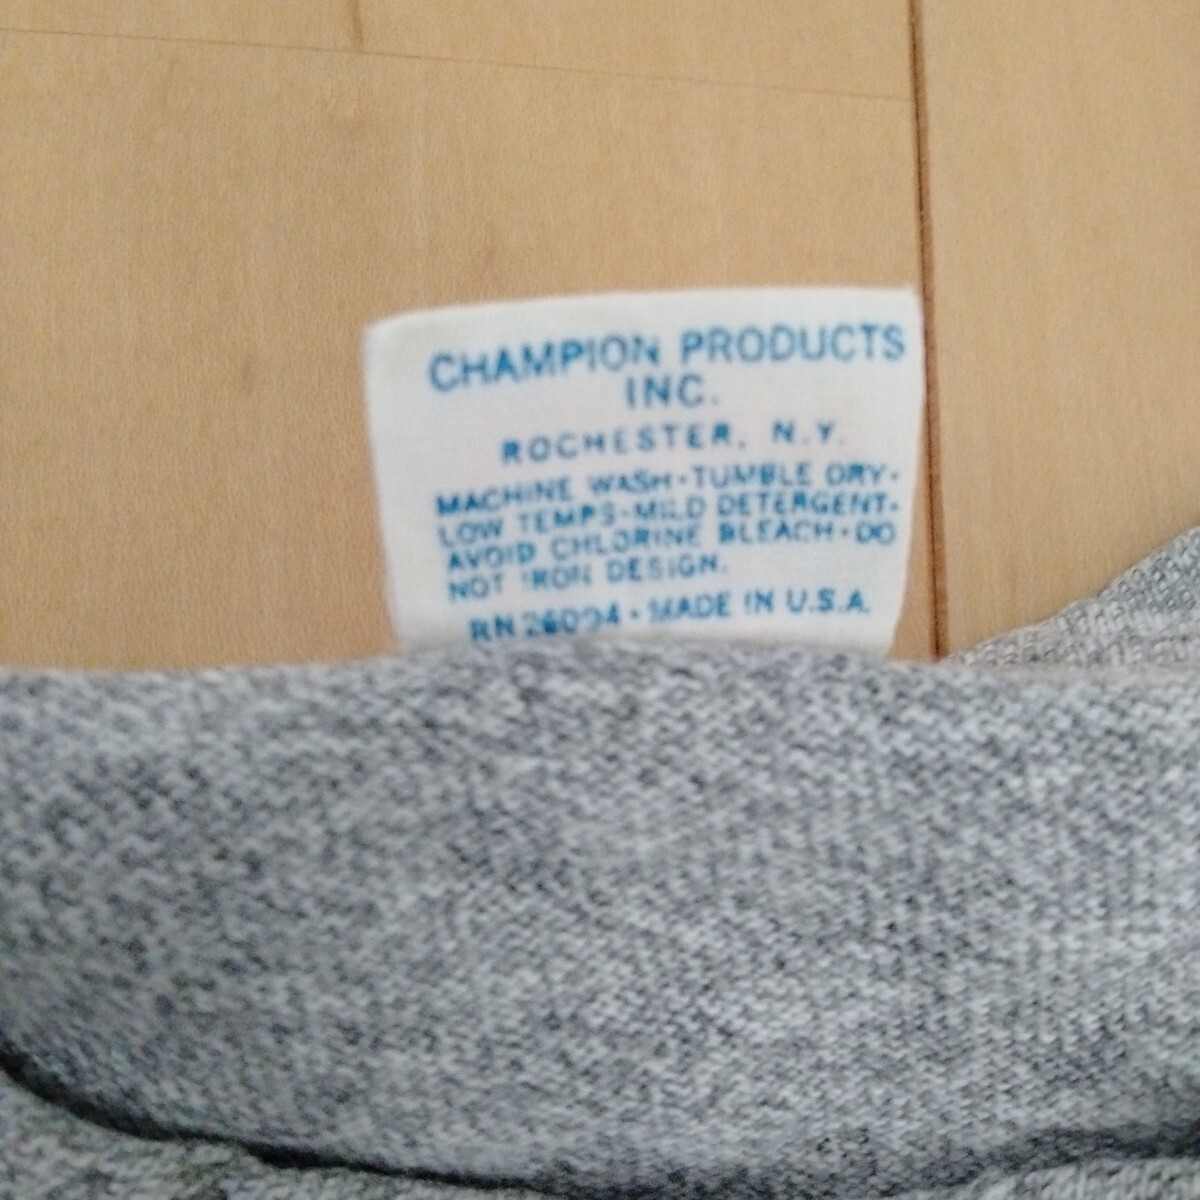 CHAMPION PRODUCTS
INC.
ROCHESTER, N.Y.
MACHINE WASH·TUMBLE DRY·
LOW TEMPS·MILD DETERGENT·
AVOID CHLORINE BLEACH·DO
NOT IRON DESIGN.
RN 26094·MADE IN U.S.A.